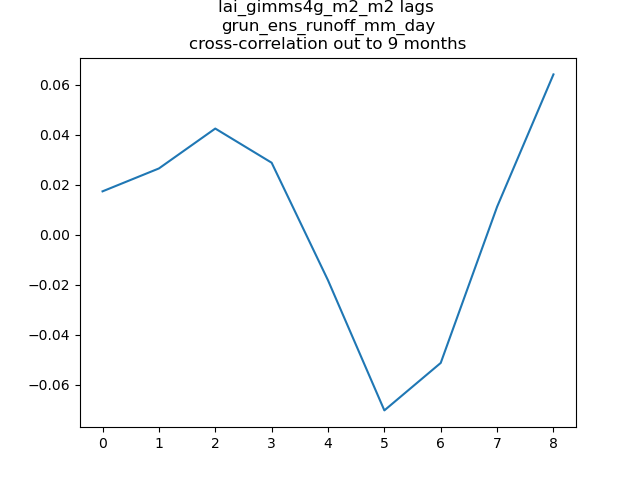 lai_gimms4g_m2_m2 lags
grun_ens_runoff_mm_day
cross-correlation out to 9 months
0.06
0.04
0.02
0.00
−0.02
−0.04
−0.06
0 1 2 3 4 5 6 7 8